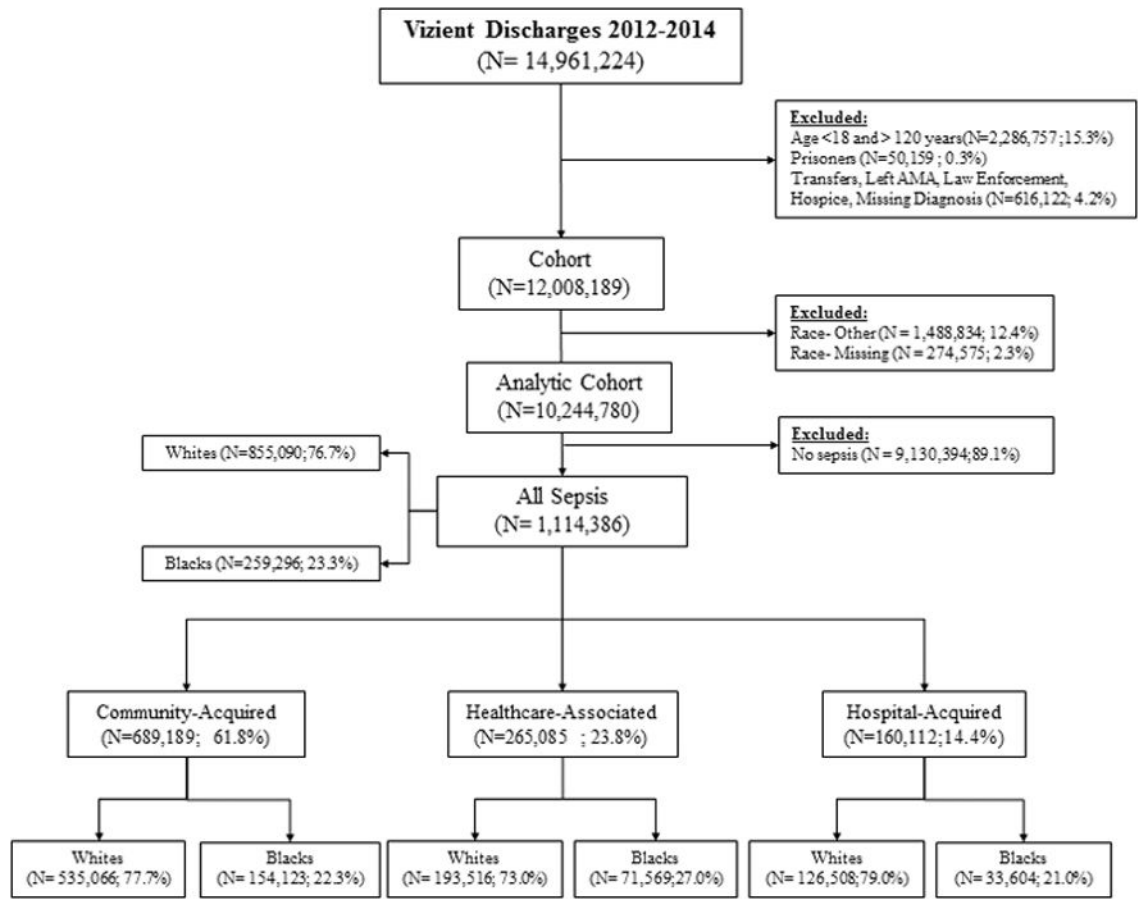 Vizient Discharges 2012-2014
(N= 14,961,224)
Excluded:
Age <18 and > 120 years(N=2,286,757;15.3%)
Prisoners (N=50,159 ; 0.3%)
Transfers, Left AMA, Law Enforcement,
Hospice, Missing Diagnosis (N=616,122; 4.2%)
Cohort
(N=12,008,189)
Excluded:
Race- Other (N = 1,488,834; 12.4%)
Race- Missing (N = 274,575; 2.3%)
Analytic Cohort
(N=10,244,780)
Excluded:
No sepsis (N = 9,130,394;89.1%)
Whites (N=855,090;76.7%)
All Sepsis
(N= 1,114,386)
Blacks (N=259,296; 23.3%)
Community-Acquired
(N=689,189; 61.8%)
Healthcare-Associated
(N=265,085 ; 23.8%)
Hospital-Acquired
(N=160,112;14.4%)
Whites
(N= 535,066; 77.7%)
Blacks
(N= 154,123; 22.3%)
Whites
(N= 193,516; 73.0%)
Blacks
(N= 71,569;27.0%)
Whites
(N= 126,508;79.0%)
Blacks
(N= 33,604; 21.0%)